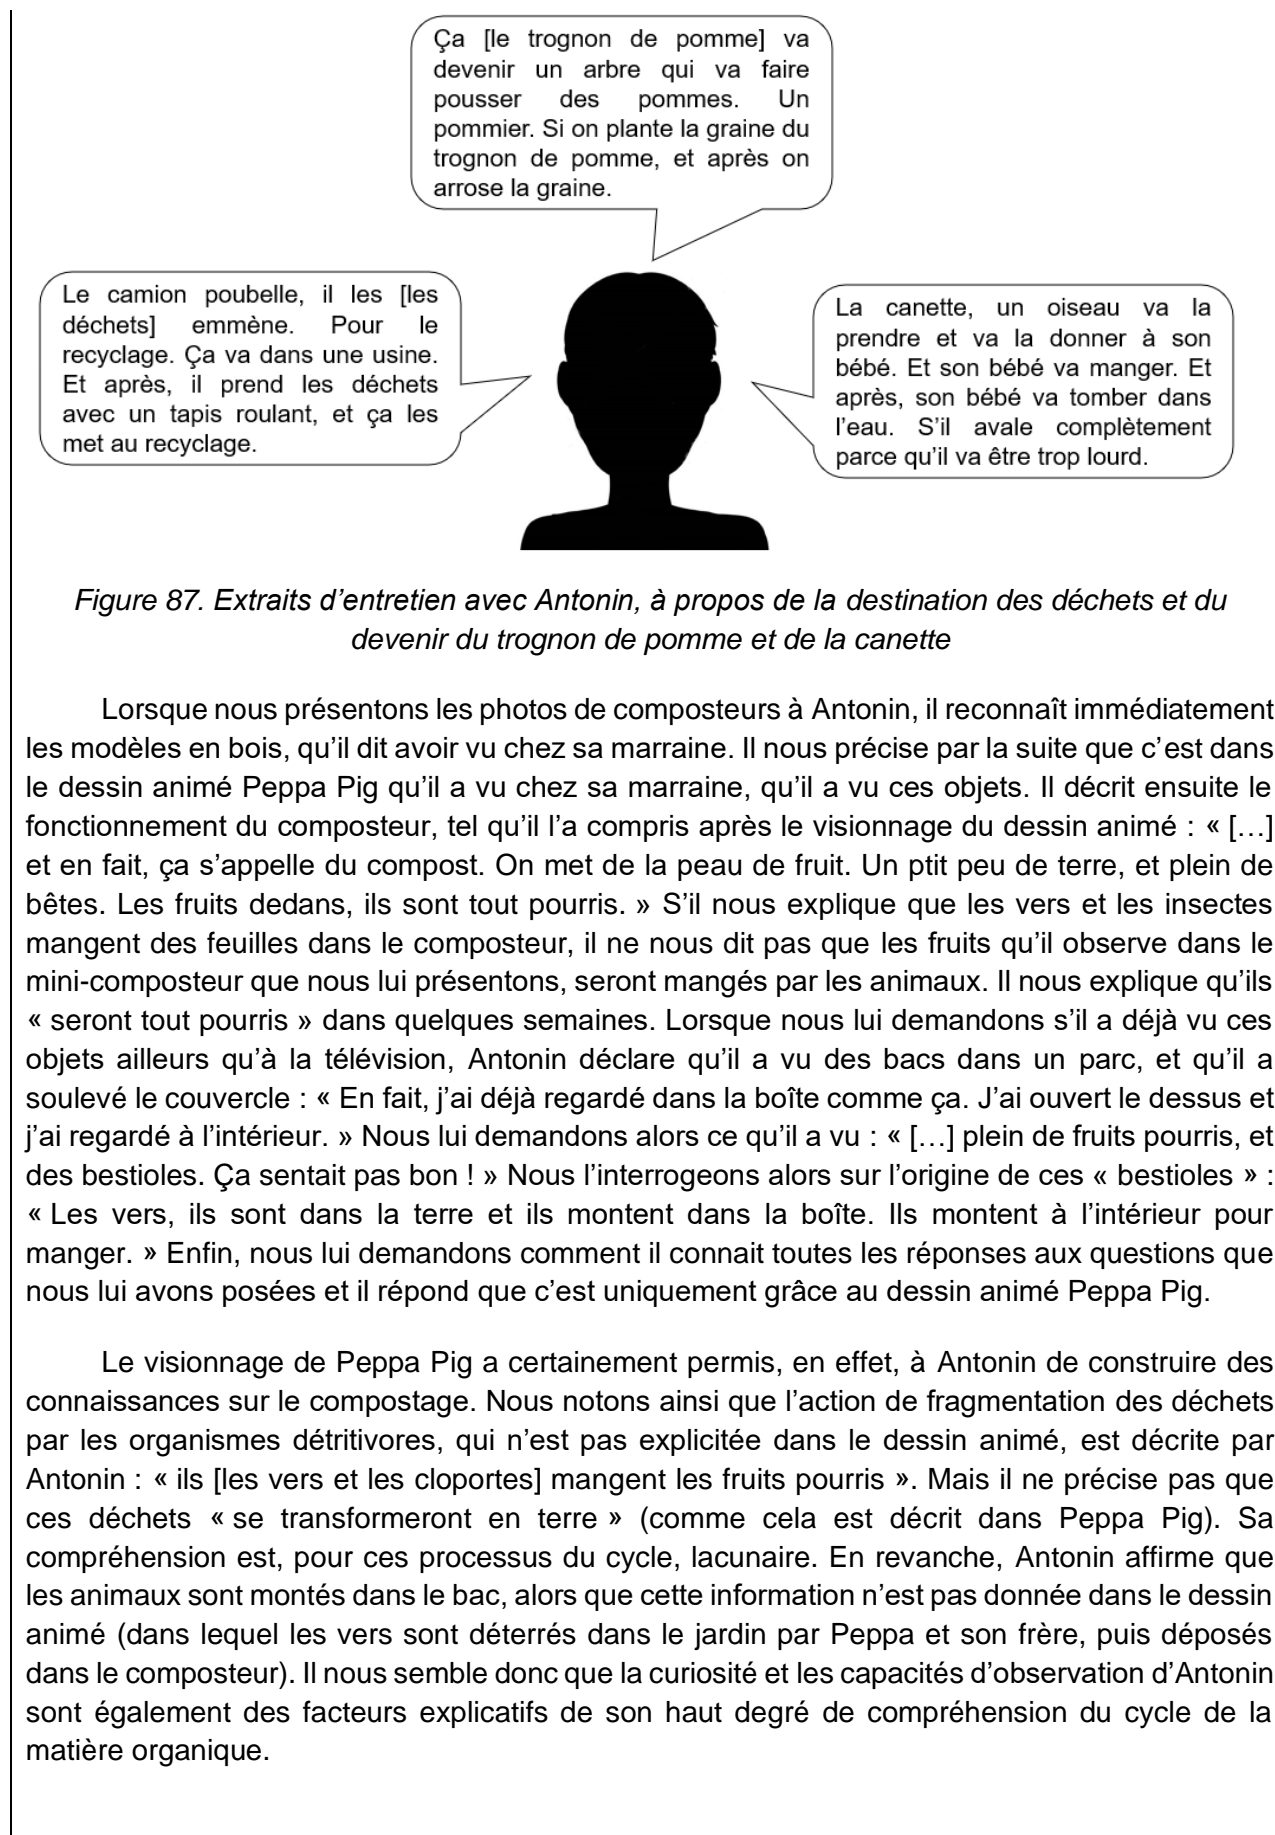 Ça [le trognon de pomme] va
devenir un arbre qui va faire
pousser des pommes. Un
pommier. Si on plante la graine du
trognon de pomme, et après on
arrose la graine.
Le camion poubelle, il les [les
déchets] emmène. Pour le
recyclage. Ça va dans une usine.
Et après, il prend les déchets
avec un tapis roulant, et ça les
met au recyclage.
La canette, un oiseau va la
prendre et va la donner à son
bébé. Et son bébé va manger. Et
après, son bébé va tomber dans
l'eau. S'il avale complètement
parce qu'il va être trop lourd.
Figure 87. Extraits d'entretien avec Antonin, à propos de la destination des déchets et du
devenir du trognon de pomme et de la canette
Lorsque nous présentons les photos de composteurs à Antonin, il reconnaît immédiatement
les modèles en bois, qu'il dit avoir vu chez sa marraine. Il nous précise par la suite que c'est dans
le dessin animé Peppa Pig qu'il a vu chez sa marraine, qu'il a vu ces objets. Il décrit ensuite le
fonctionnement du composteur, tel qu'il l'a compris après le visionnage du dessin animé : « […]
et en fait, ça s'appelle du compost. On met de la peau de fruit. Un ptit peu de terre, et plein de
bêtes. Les fruits dedans, ils sont tout pourris. » S'il nous explique que les vers et les insectes
mangent des feuilles dans le composteur, il ne nous dit pas que les fruits qu'il observe dans le
mini-composteur que nous lui présentons, seront mangés par les animaux. Il nous explique qu'ils
« seront tout pourris » dans quelques semaines. Lorsque nous lui demandons s'il a déjà vu ces
objets ailleurs qu'à la télévision, Antonin déclare qu'il a vu des bacs dans un parc, et qu'il a
soulevé le couvercle : « En fait, j'ai déjà regardé dans la boîte comme ça. J'ai ouvert le dessus et
j'ai regardé à l'intérieur. » Nous lui demandons alors ce qu'il a vu : « […] plein de fruits pourris, et
des bestioles. Ça sentait pas bon ! » Nous l'interrogeons alors sur l'origine de ces « bestioles » :
« Les vers, ils sont dans la terre et ils montent dans la boîte. Ils montent à l'intérieur pour
manger. » Enfin, nous lui demandons comment il connait toutes les réponses aux questions que
nous lui avons posées et il répond que c'est uniquement grâce au dessin animé Peppa Pig.
Le visionnage de Peppa Pig a certainement permis, en effet, à Antonin de construire des
connaissances sur le compostage. Nous notons ainsi que l'action de fragmentation des déchets
par les organismes détritivores, qui n'est pas explicitée dans le dessin animé, est décrite par
Antonin : « ils [les vers et les cloportes] mangent les fruits pourris ». Mais il ne précise pas que
ces déchets « se transformeront en terre » (comme cela est décrit dans Peppa Pig). Sa
compréhension est, pour ces processus du cycle, lacunaire. En revanche, Antonin affirme que
les animaux sont montés dans le bac, alors que cette information n'est pas donnée dans le dessin
animé (dans lequel les vers sont déterrés dans le jardin par Peppa et son frère, puis déposés
dans le composteur). Il nous semble donc que la curiosité et les capacités d'observation d'Antonin
sont également des facteurs explicatifs de son haut degré de compréhension du cycle de la
matière organique.